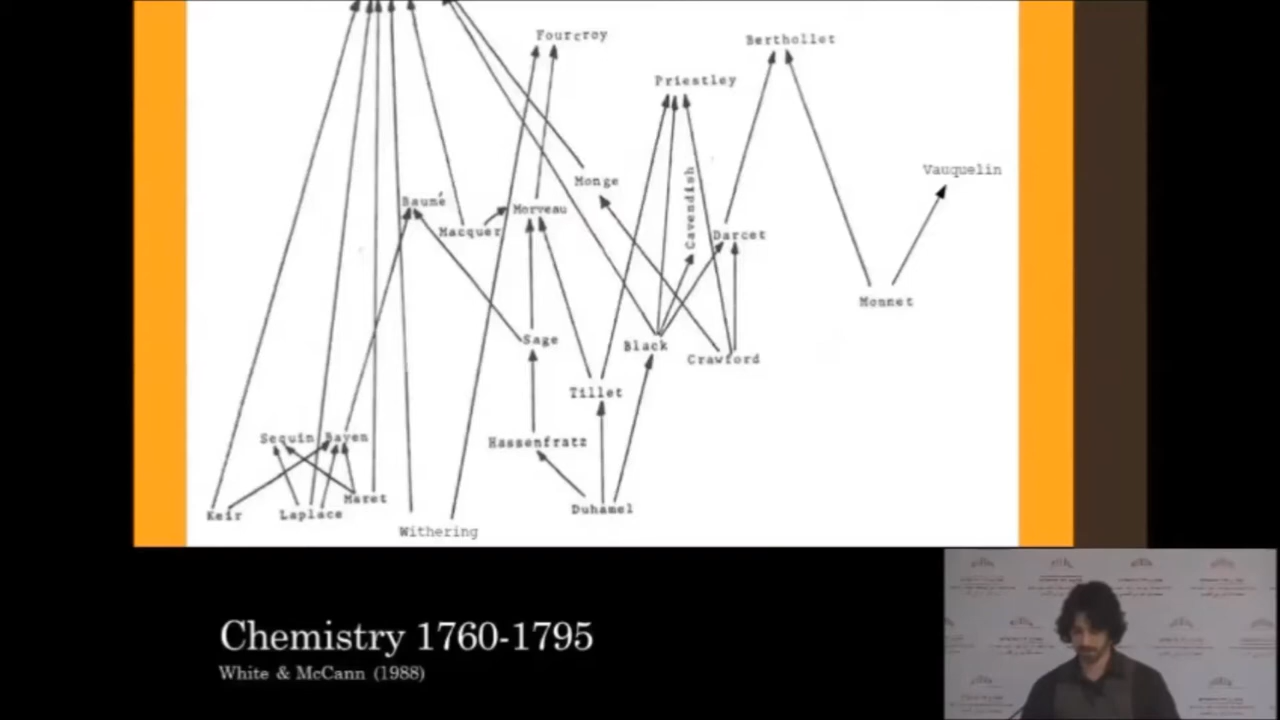 Fourcroy
Berthollet
Priestley
Vauquelin
Cavendish
Monge
Baumé
Morveau
Macquer
Darcet
Monnet
Sage
Black
Crawford
Tillet
Sequin Bayen
Hassenfratz
Maret
Keir
Laplace
Duhamel
Withering
Chemistry 1760-1795
White & McCann (1988)